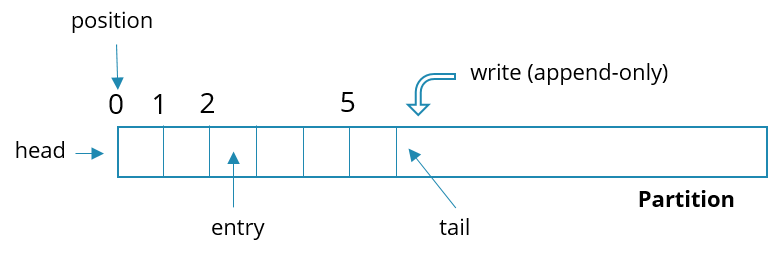 position
write (append-only)
0 1 2 5
head
Partition
entry
tail